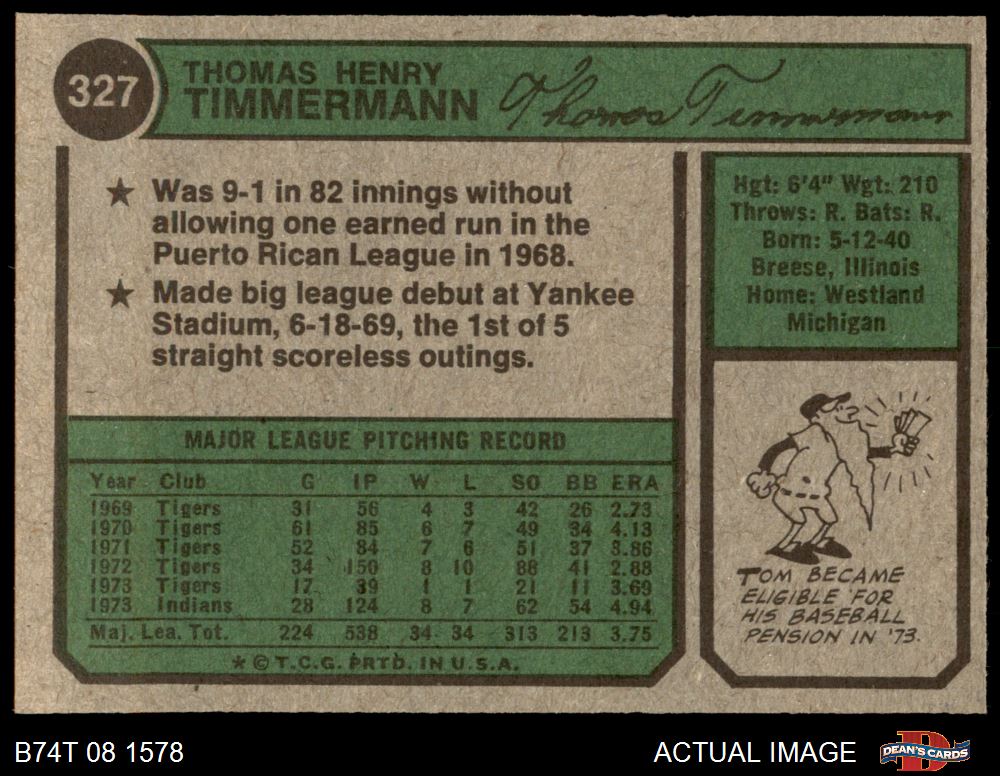 327
THOMAS HENRY
TIMMERMANN
Thomas Timmermann
★ Was 9-1 in 82 innings without
allowing one earned run in the
Puerto Rican League in 1968.
★ Made big league debut at Yankee
Stadium, 6-18-69, the 1st of 5
straight scoreless outings.
Hgt: 6'4" Wgt: 210
Throws: R. Bats: R.
Born: 5-12-40
Breese, Illinois
Home: Westland
Michigan
MAJOR LEAGUE PITCHING RECORD
Year Club G IP W L SO BB ERA
1969 Tigers 31 56 4 3 42 26 2.73
1970 Tigers 61 85 6 7 49 34 4.13
1971 Tigers 52 84 7 6 51 37 3.86
1972 Tigers 34 150 8 10 88 41 2.88
1973 Tigers 17 39 1 1 21 11 3.69
1973 Indians 28 124 8 7 62 54 4.94
Maj. Lea. Tot. 224 538 34 34 313 213 3.75
★ © T.C.G. PRTD. IN U.S.A.
TOM BECAME
ELIGIBLE FOR
HIS BASEBALL
PENSION IN '73.
B74T 08 1578
ACTUAL IMAGE
DEAN'S CARDS